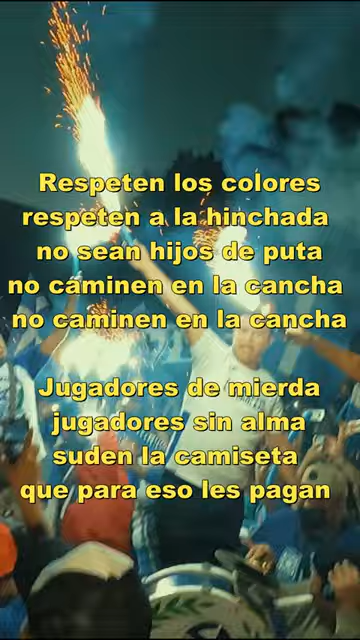 Respeten los colores
respeten a la hinchada
no sean hijos de puta
no caminen en la cancha
no caminen en la cancha
Jugadores de mierda
jugadores sin alma
suden la camiseta
que para eso les pagan